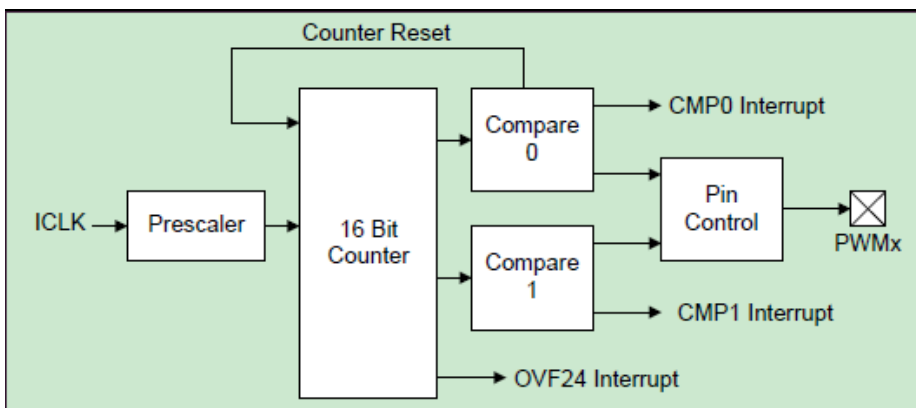 Counter Reset
Compare
0
CMP0 Interrupt
ICLK
Prescaler
16 Bit
Counter
Pin
Control
PWMx
Compare
1
CMP1 Interrupt
OVF24 Interrupt